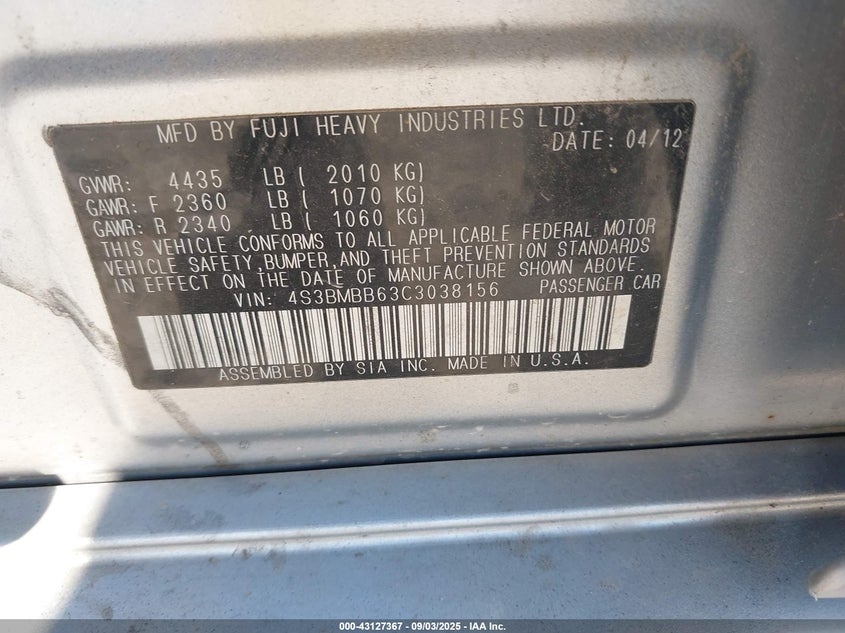 MFD BY FUJI HEAVY INDUSTRIES LTD.
DATE: 04/12
GVWR: 4435 LB ( 2010 KG)
GAWR: F 2360 LB ( 1070 KG)
GAWR: R 2340 LB ( 1060 KG)
THIS VEHICLE CONFORMS TO ALL APPLICABLE FEDERAL MOTOR
VEHICLE SAFETY,BUMPER,AND THEFT PREVENTION STANDARDS
IN EFFECT ON THE DATE OF MANUFACTURE SHOWN ABOVE.
VIN: 4S3BMBB63C3038156 PASSENGER CAR
ASSEMBLED BY SIA INC. MADE IN U.S.A.
000-43127367 - 09/03/2025 - IAA Inc.